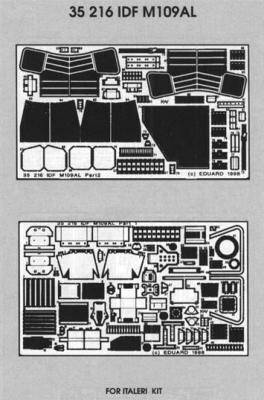 35 216 IDF M109AL
35 216 IDF M109AL Part2
(c) EDUARD 1998
35 216 IDF M109AL Part 1
(c) EDUARD 1998
FOR ITALERI KIT